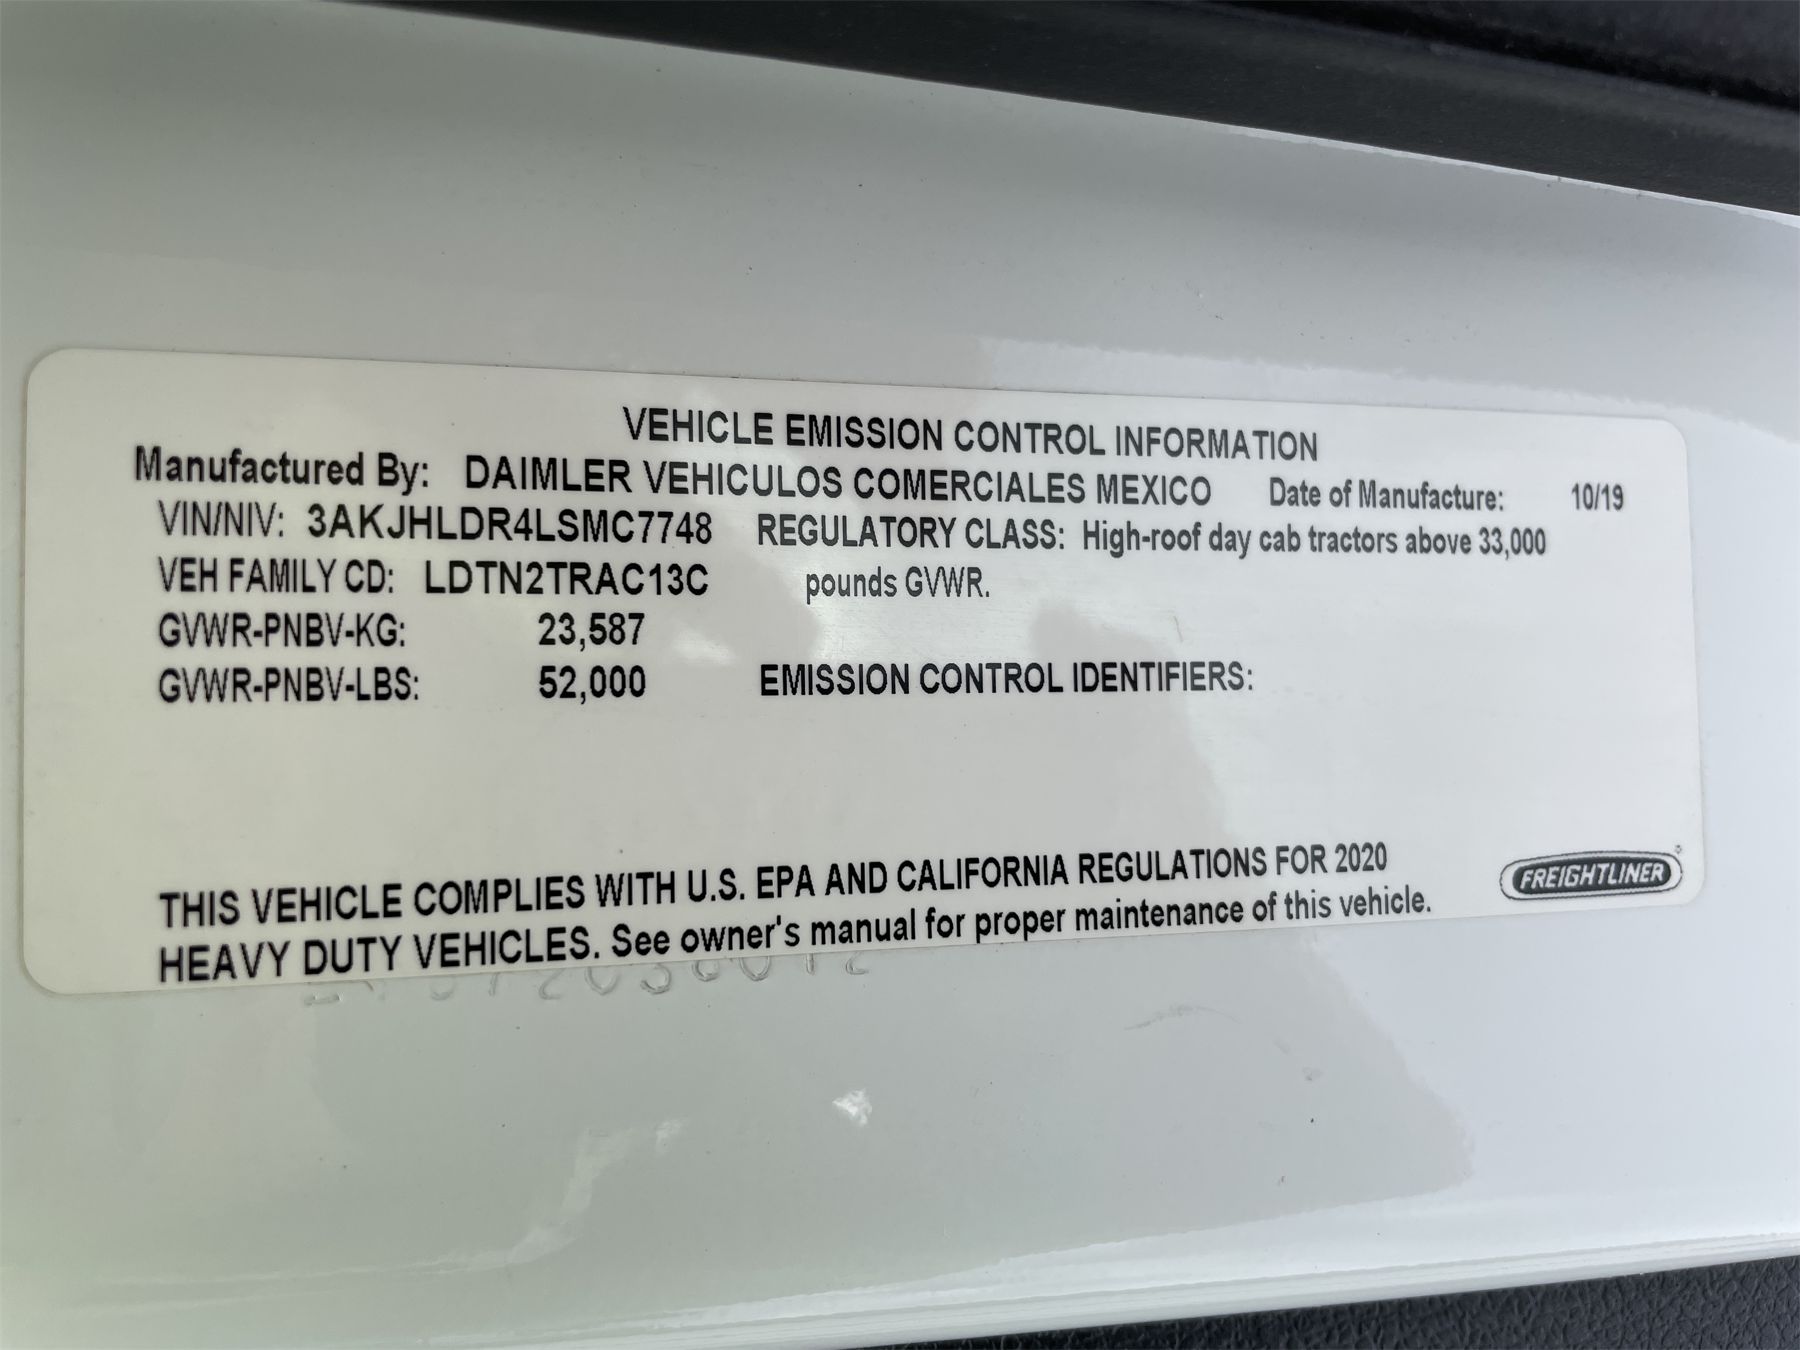 VEHICLE EMISSION CONTROL INFORMATION
Manufactured By: DAIMLER VEHICULOS COMERCIALES MEXICO Date of Manufacture: 10/19
VIN/NIV: 3AKJHLDR4LSMC7748 REGULATORY CLASS: High-roof day cab tractors above 33,000
VEH FAMILY CD: LDTN2TRAC13C pounds GVWR.
GVWR-PNBV-KG: 23,587
GVWR-PNBV-LBS: 52,000 EMISSION CONTROL IDENTIFIERS:
THIS VEHICLE COMPLIES WITH U.S. EPA AND CALIFORNIA REGULATIONS FOR 2020
HEAVY DUTY VEHICLES. See owner's manual for proper maintenance of this vehicle.
FREIGHTLINER